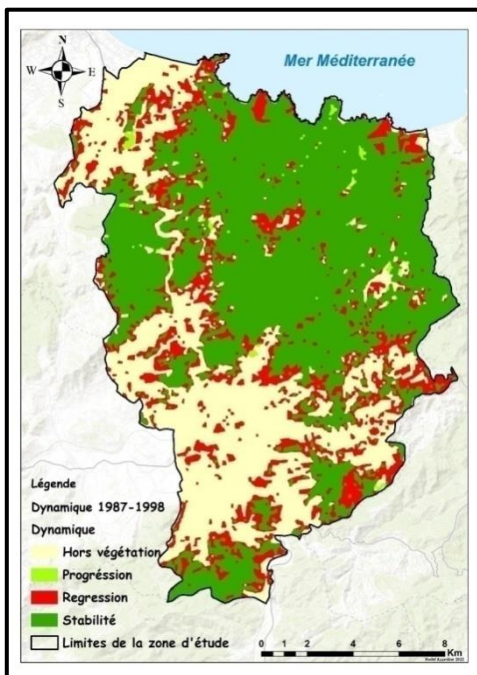 N
W E
S
Mer Méditerranée
Légende
Dynamique 1987-1998
Dynamique
Hors végétation
Progréssion
Regression
Stabilité
Limites de la zone d'étude
0 1 2 4 6 8
Km